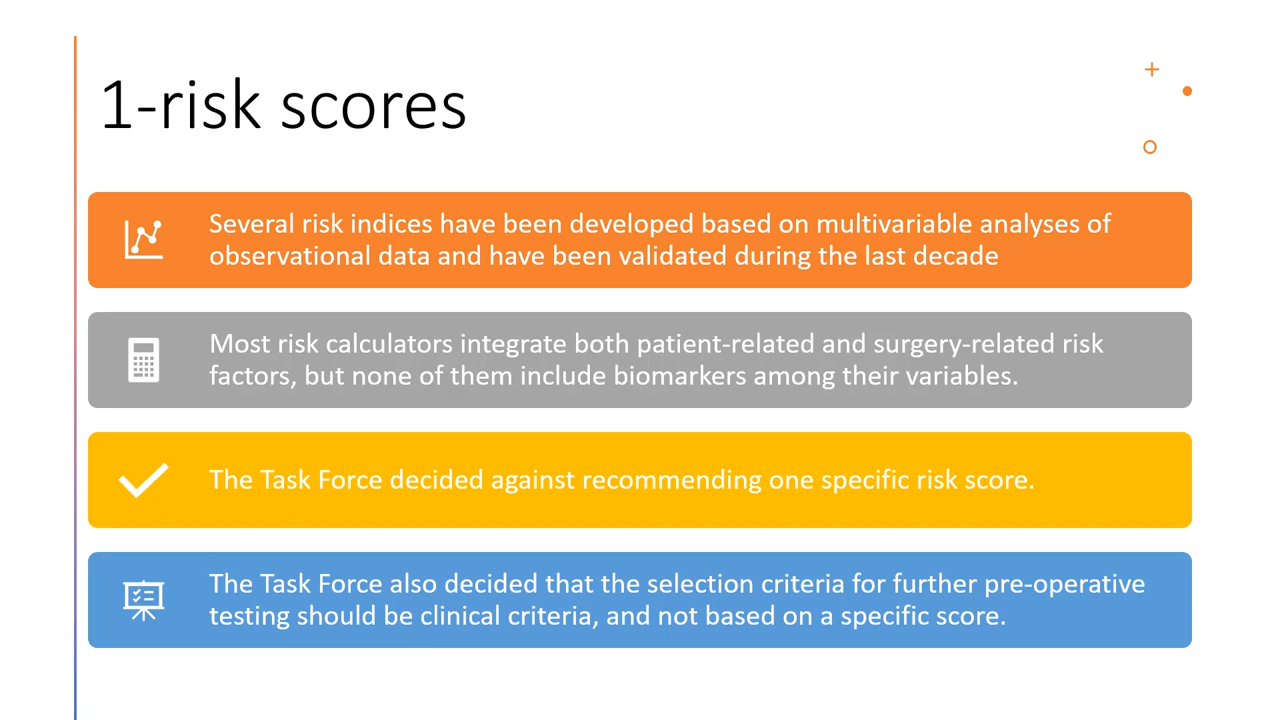 1-risk scores
Several risk indices have been developed based on multivariable analyses of
observational data and have been validated during the last decade
Most risk calculators integrate both patient-related and surgery-related risk
factors, but none of them include biomarkers among their variables.
The Task Force decided against recommending one specific risk score.
The Task Force also decided that the selection criteria for further pre-operative
testing should be clinical criteria, and not based on a specific score.